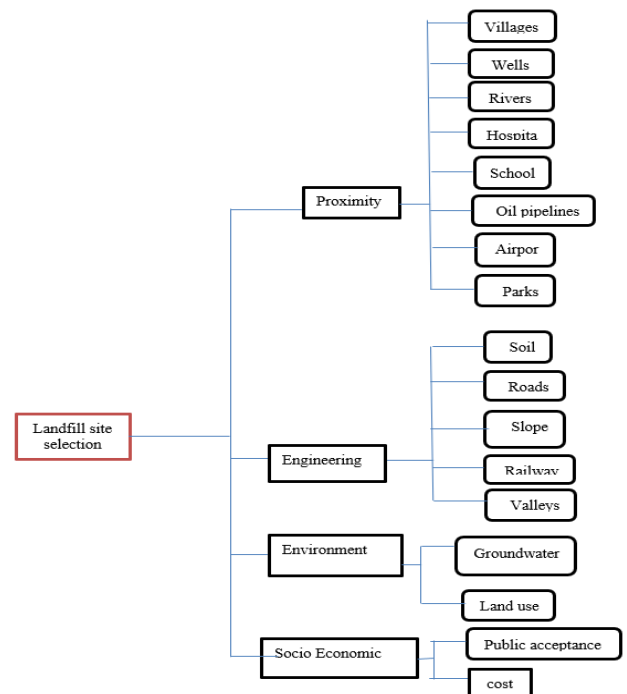 Villages
Wells
Rivers
Hospita
School
Proximity
Oil pipelines
Airpor
Parks
Soil
Roads
Landfill site
selection
Slope
Engineering
Railway
Valleys
Environment
Groundwater
Land use
Socio Economic
Public acceptance
cost